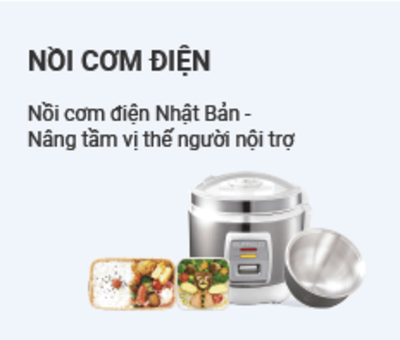 NỒI CƠM ĐIỆN
Nồi cơm điện Nhật Bản -
Nâng tầm vị thế người nội trợ